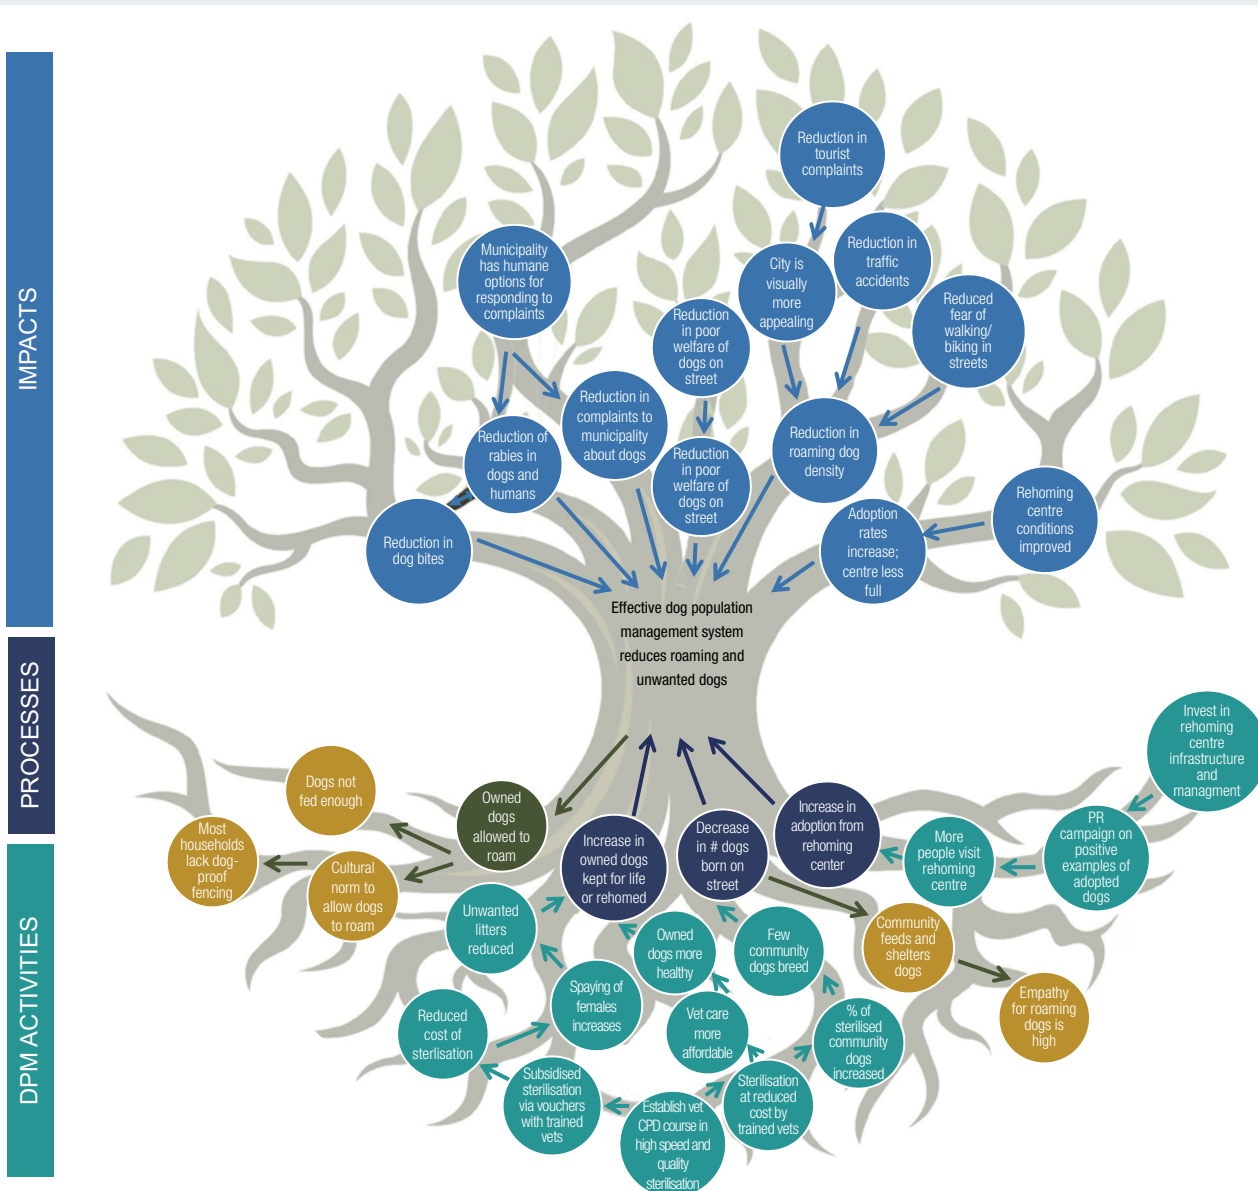 IMPACTS
PROCESSES
DPM ACTIVITIES
Reduction in
tourist
complaints
Municipality
has humane
options for
responding to
complaints
City is
visually
more
appealing
Reduction in
traffic
accidents
Reduced
fear of
walking/
biking in
streets
Reduction
in poor
welfare of
dogs on
street
Reduction in
complaints to
municipality
about dogs
Reduction of
rabies in
dogs and
humans
Reduction
in poor
welfare of
dogs on
street
Reduction in
roaming dog
density
Reduction in
dog bites
Adoption
rates
increase;
centre less
full
Rehoming
centre
conditions
improved
Effective dog population
management system
reduces roaming and
unwanted dogs
Dogs not
fed enough
Owned
dogs
allowed to
roam
Most
households
lack dog-
proof
fencing
Cultural
norm to
allow dogs
to roam
Increase in
owned dogs
kept for life
or rehomed
Decrease
in # dogs
born on
street
Increase in
adoption from
rehoming
center
More
people visit
rehoming
centre
PR
campaign on
positive
examples of
adopted
dogs
Invest in
rehoming
centre
infrastructure
and
managment
Unwanted
litters
reduced
Owned
dogs more
healthy
Few
community
dogs breed
Community
feeds and
shelters
dogs
Empathy
for roaming
dogs is
high
Reduced
cost of
sterlisation
Spaying of
females
increases
Vet care
more
affordable
% of
sterilised
community
dogs
increased
Subsidised
sterilisation
via vouchers
with trained
vets
Establish vet
CPD course in
high speed and
quality
sterilisation
Sterilisation
at reduced
cost by
trained vets